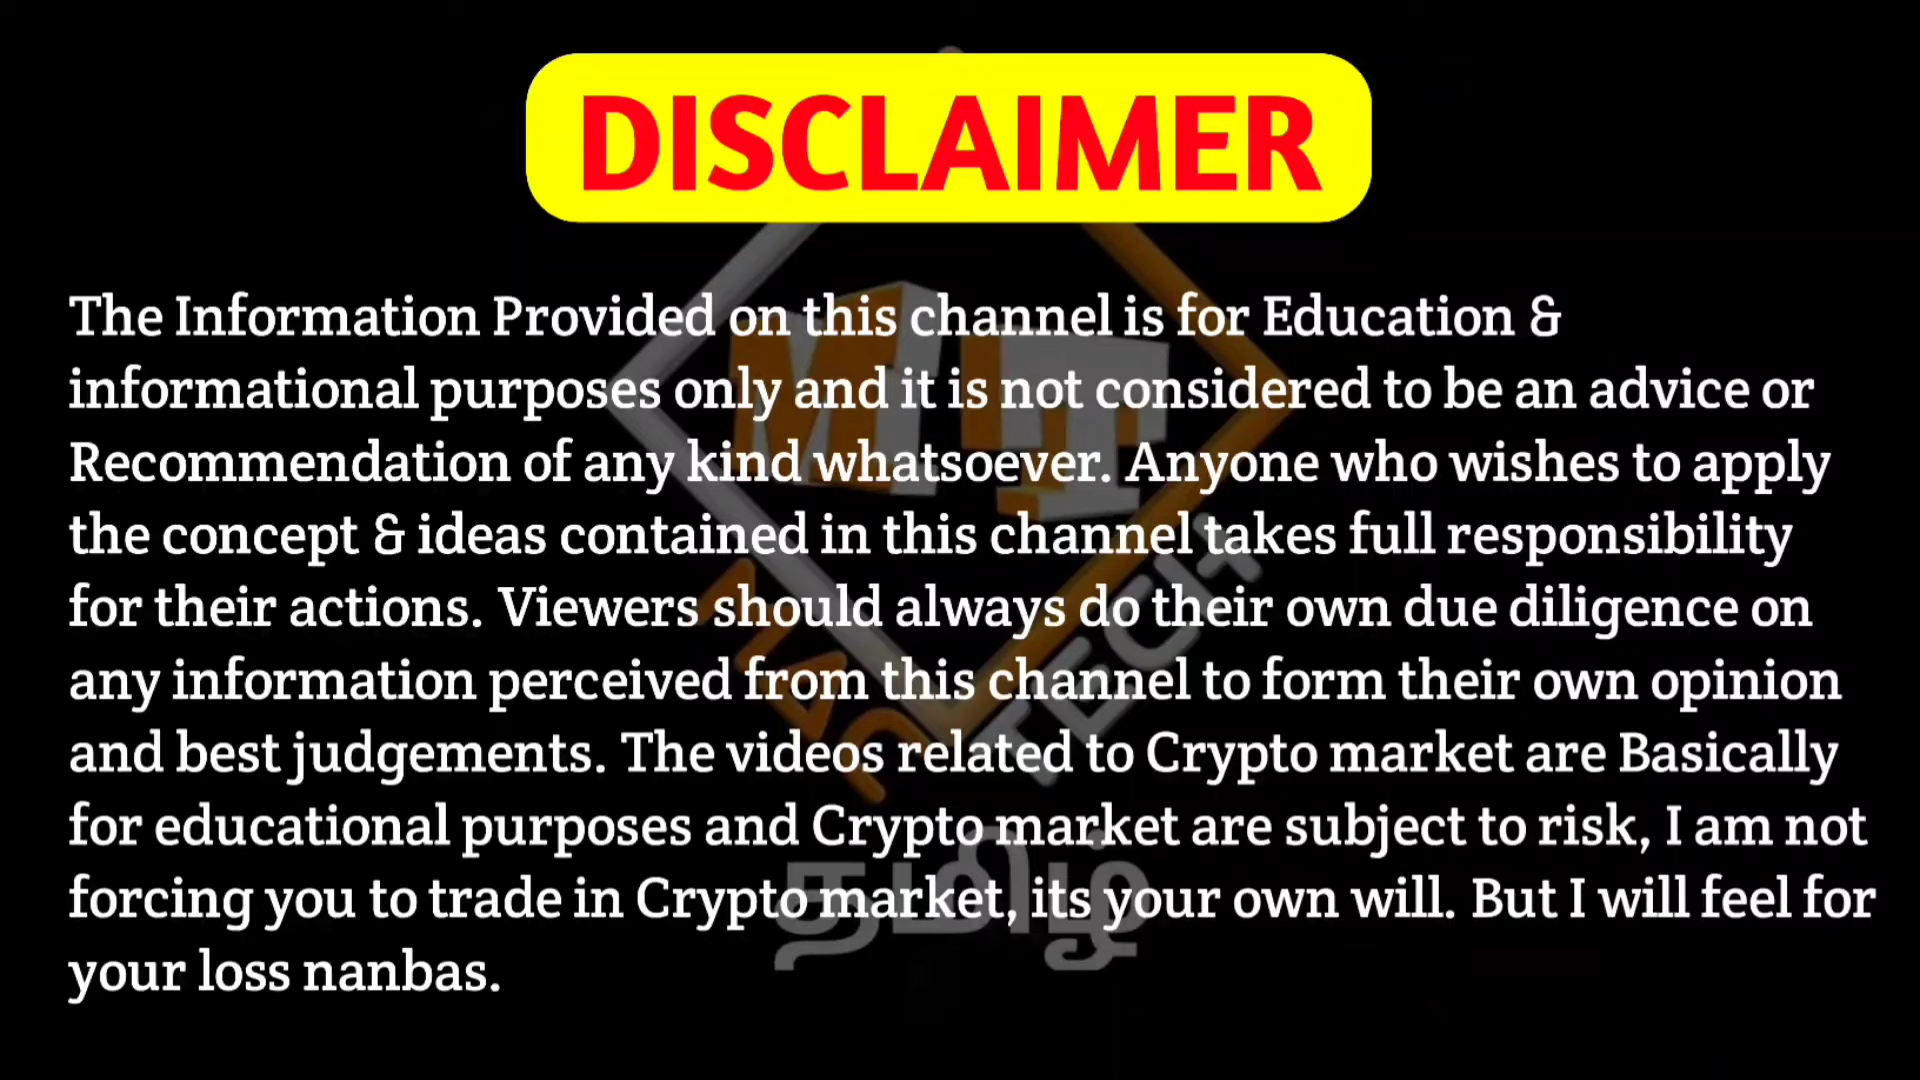 DISCLAIMER
The Information Provided on this channel is for Education &
informational purposes only and it is not considered to be an advice or
Recommendation of any kind whatsoever. Anyone who wishes to apply
the concept & ideas contained in this channel takes full responsibility
for their actions. Viewers should always do their own due diligence on
any information perceived from this channel to form their own opinion
and best judgements. The videos related to Crypto market are Basically
for educational purposes and Crypto market are subject to risk, I am not
forcing you to trade in Crypto market, its your own will. But I will feel for
your loss nanbas.
MT
TECH
தமிழ்